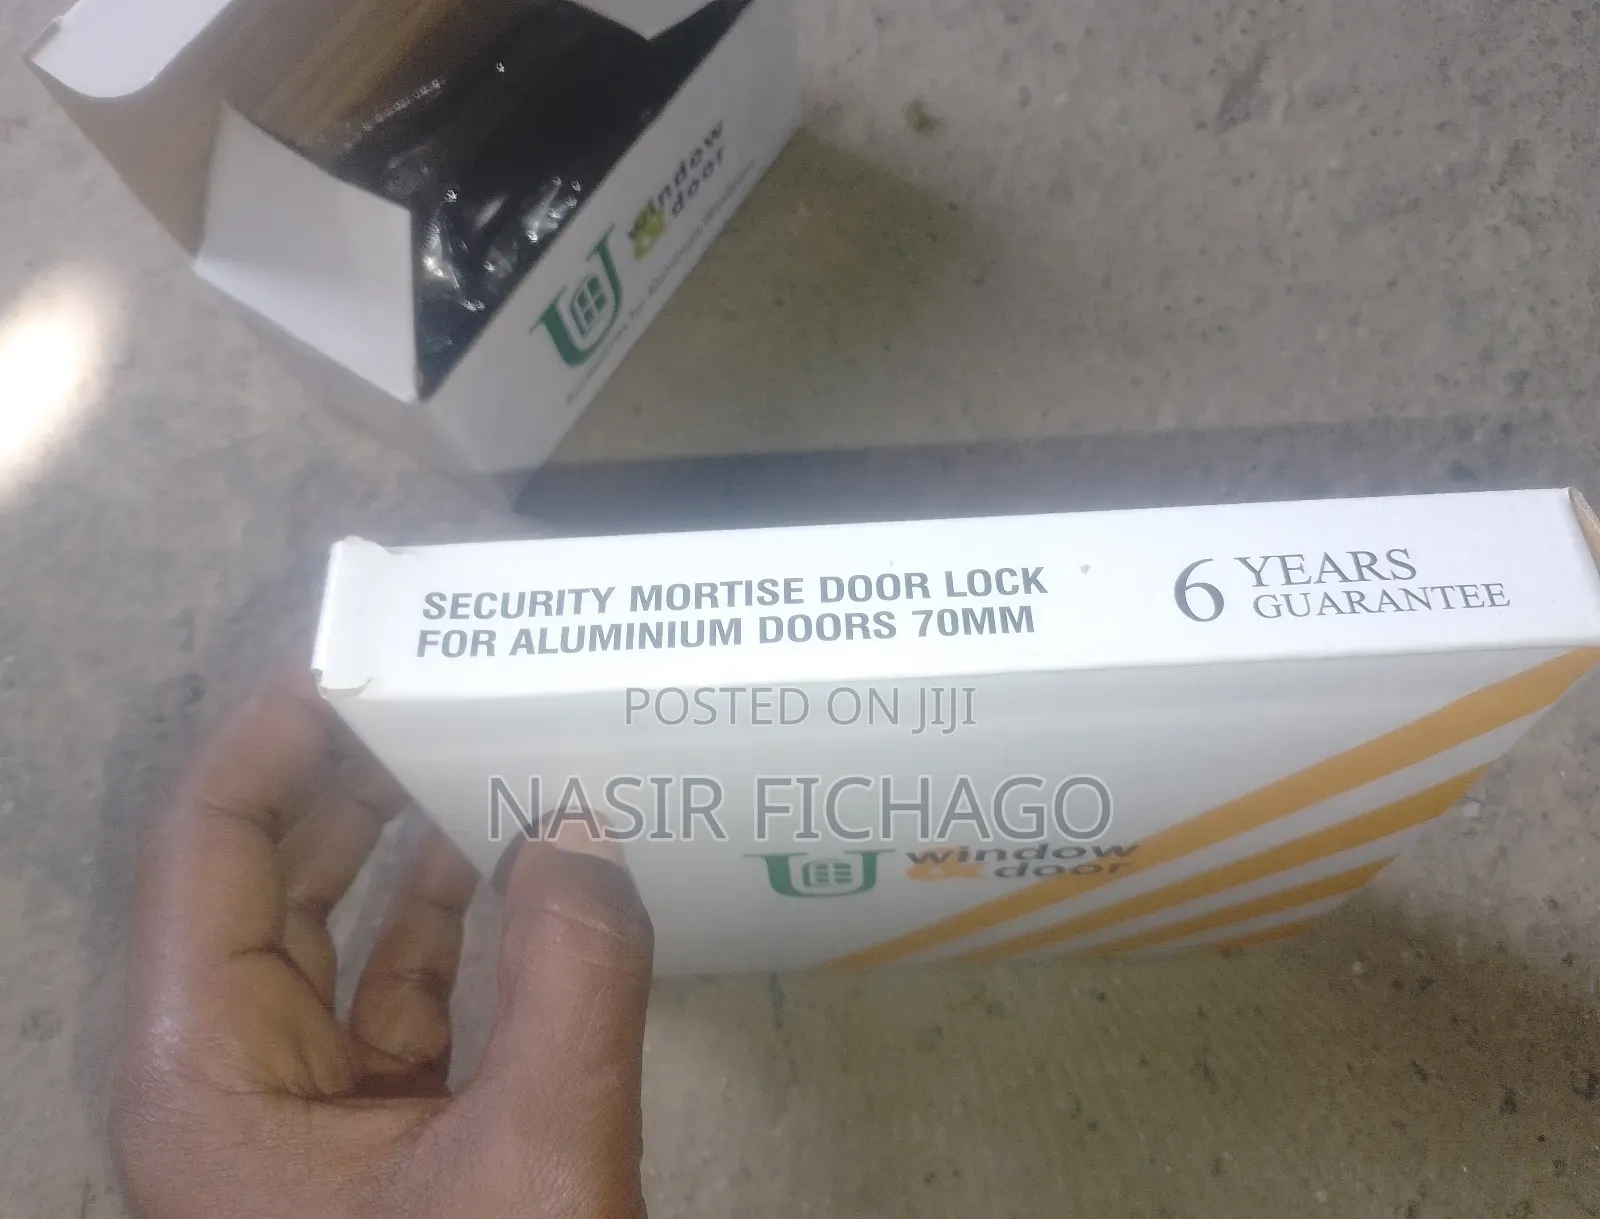 window
& door
SECURITY MORTISE DOOR LOCK
FOR ALUMINIUM DOORS 70MM
6 YEARS
GUARANTEE
POSTED ON JIJI
NASIR FICHAGO
window
& door